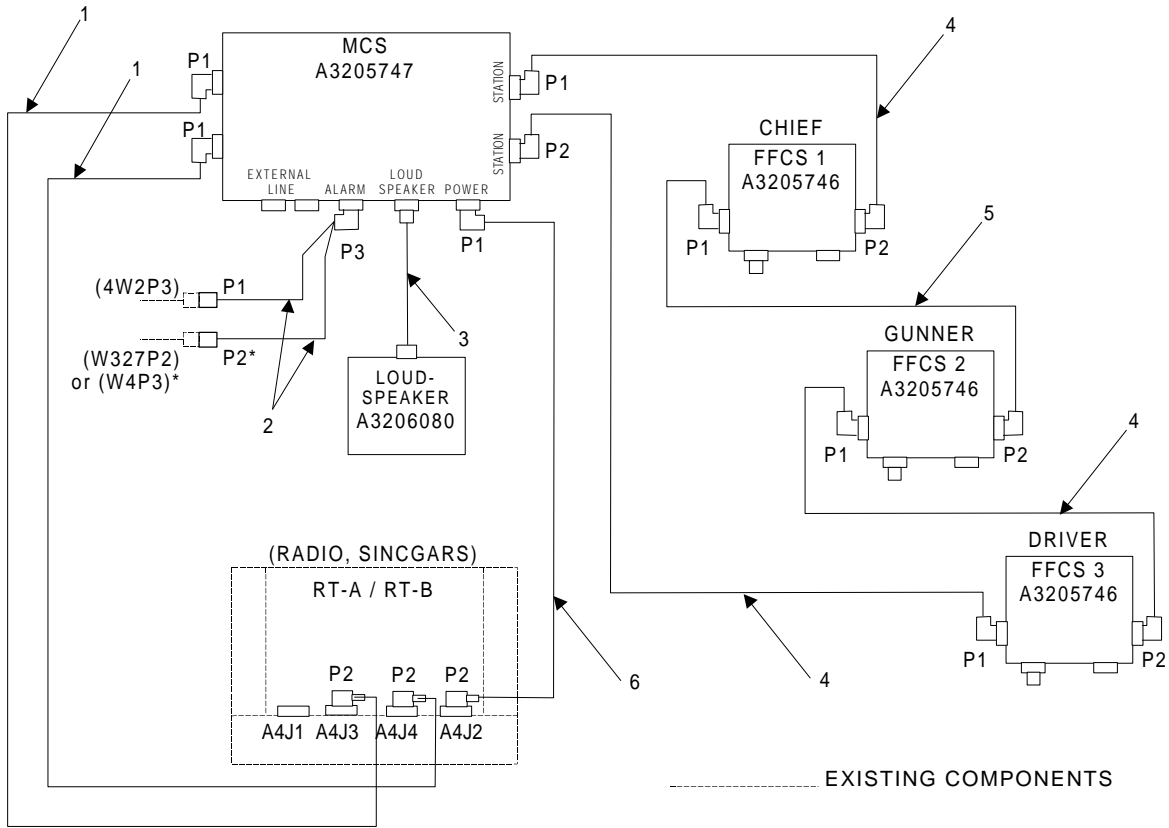 1
4
MCS
A3205747
P1
1
STATION
P1
P1
STATION
P2
CHIEF
FFCS 1
A3205746
EXTERNAL
LINE
ALARM
LOUD
SPEAKER
POWER
P3
P1
P1
P2
5
(4W2P3)
P1
3
(W327P2)
or (W4P3)*
P2*
2
LOUD-
SPEAKER
A3206080
GUNNER
FFCS 2
A3205746
P1
P2
4
(RADIO, SINCGARS)
RT-A / RT-B
DRIVER
FFCS 3
A3205746
P1
P2
6
4
P2
P2
P2
A4J1
A4J3
A4J4
A4J2
EXISTING COMPONENTS